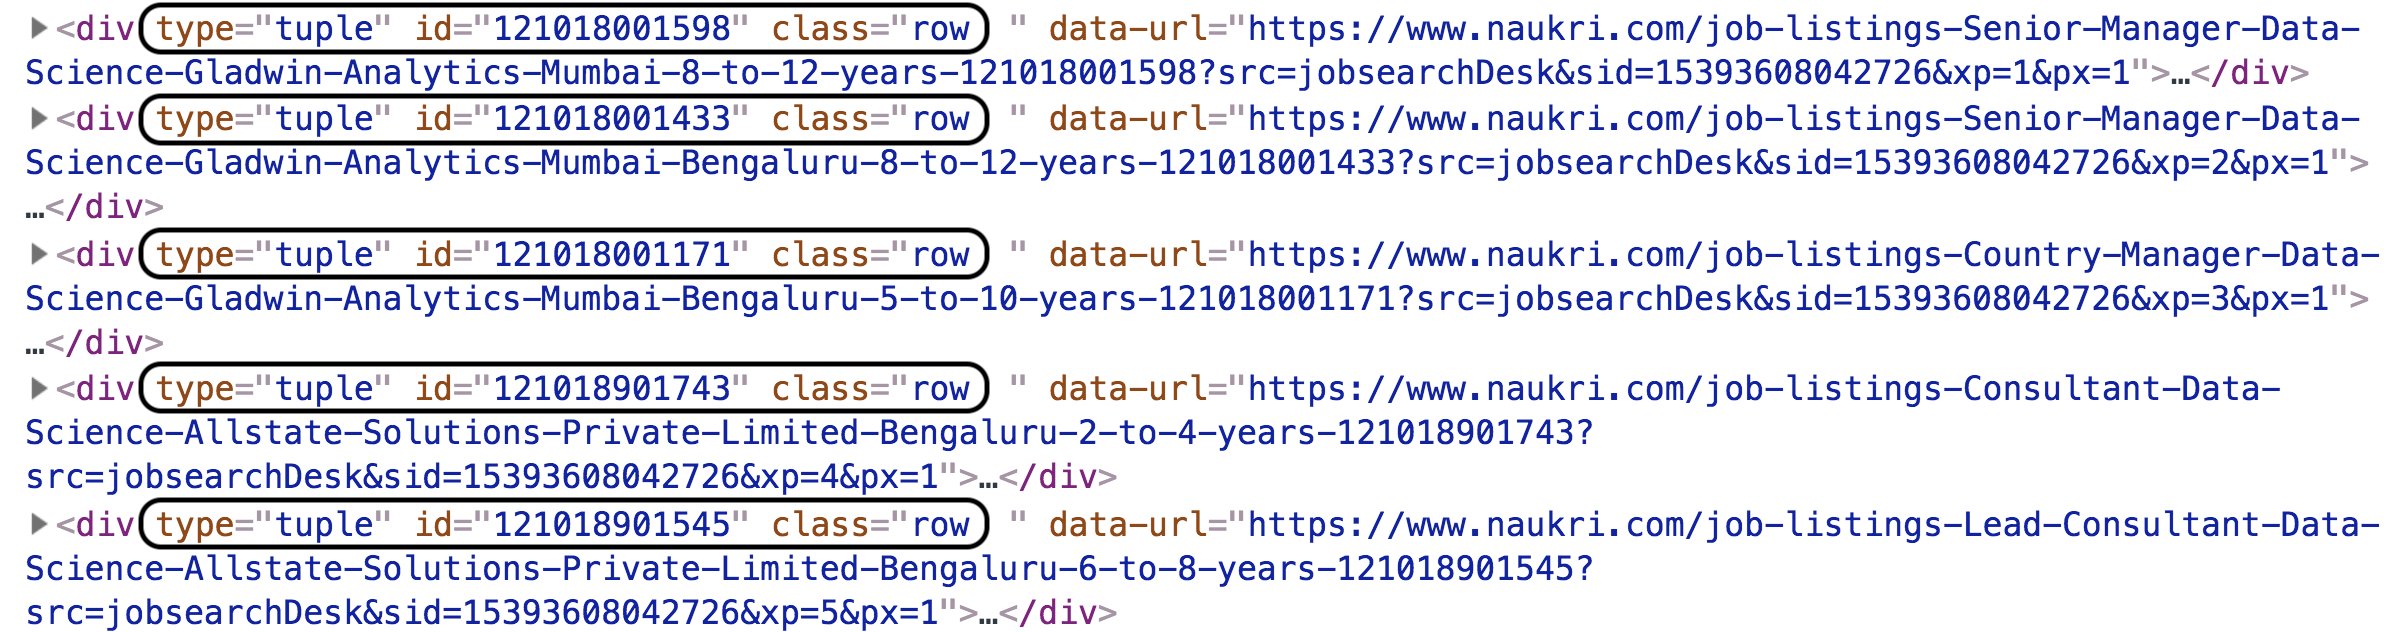 ▶<div type="tuple" id="121018001598" class="row " data-url="https://www.naukri.com/job-listings-Senior-Manager-Data-
Science-Gladwin-Analytics-Mumbai-8-to-12-years-121018001598?src=jobsearchDesk&sid=15393608042726&xp=1&px=1">…</div>
▶<div type="tuple" id="121018001433" class="row " data-url="https://www.naukri.com/job-listings-Senior-Manager-Data-
Science-Gladwin-Analytics-Mumbai-Bengaluru-8-to-12-years-121018001433?src=jobsearchDesk&sid=15393608042726&xp=2&px=1">
…</div>
▶<div type="tuple" id="121018001171" class="row " data-url="https://www.naukri.com/job-listings-Country-Manager-Data-
Science-Gladwin-Analytics-Mumbai-Bengaluru-5-to-10-years-121018001171?src=jobsearchDesk&sid=15393608042726&xp=3&px=1">
…</div>
▶<div type="tuple" id="121018901743" class="row " data-url="https://www.naukri.com/job-listings-Consultant-Data-
Science-Allstate-Solutions-Private-Limited-Bengaluru-2-to-4-years-121018901743?
src=jobsearchDesk&sid=15393608042726&xp=4&px=1">…</div>
▶<div type="tuple" id="121018901545" class="row " data-url="https://www.naukri.com/job-listings-Lead-Consultant-Data-
Science-Allstate-Solutions-Private-Limited-Bengaluru-6-to-8-years-121018901545?
src=jobsearchDesk&sid=15393608042726&xp=5&px=1">…</div>